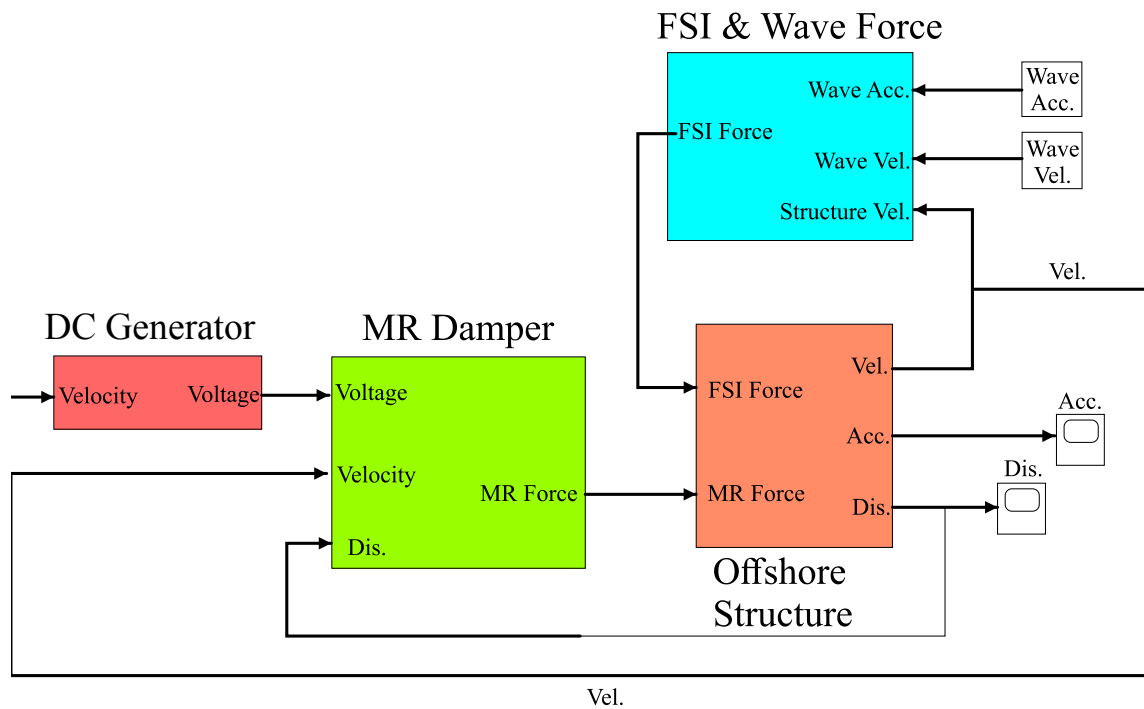 FSI & Wave Force
Wave Acc.
FSI Force
Wave Vel.
Structure Vel.
Wave
Acc.
Wave
Vel.
Vel.
DC Generator
Velocity
Voltage
MR Damper
Voltage
Velocity
MR Force
Dis.
FSI Force
MR Force
Vel.
Acc.
Dis.
Offshore
Structure
Acc.
Dis.
Vel.